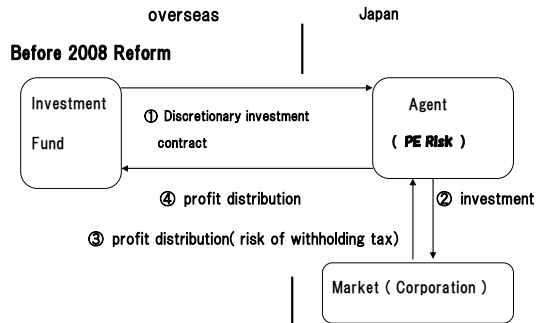 overseas
Japan
Before 2008 Reform
Investment
Fund
① Discretionary investment
contract
Agent
( PE Risk )
④ profit distribution
② investment
③ profit distribution( risk of withholding tax)
Market ( Corporation )